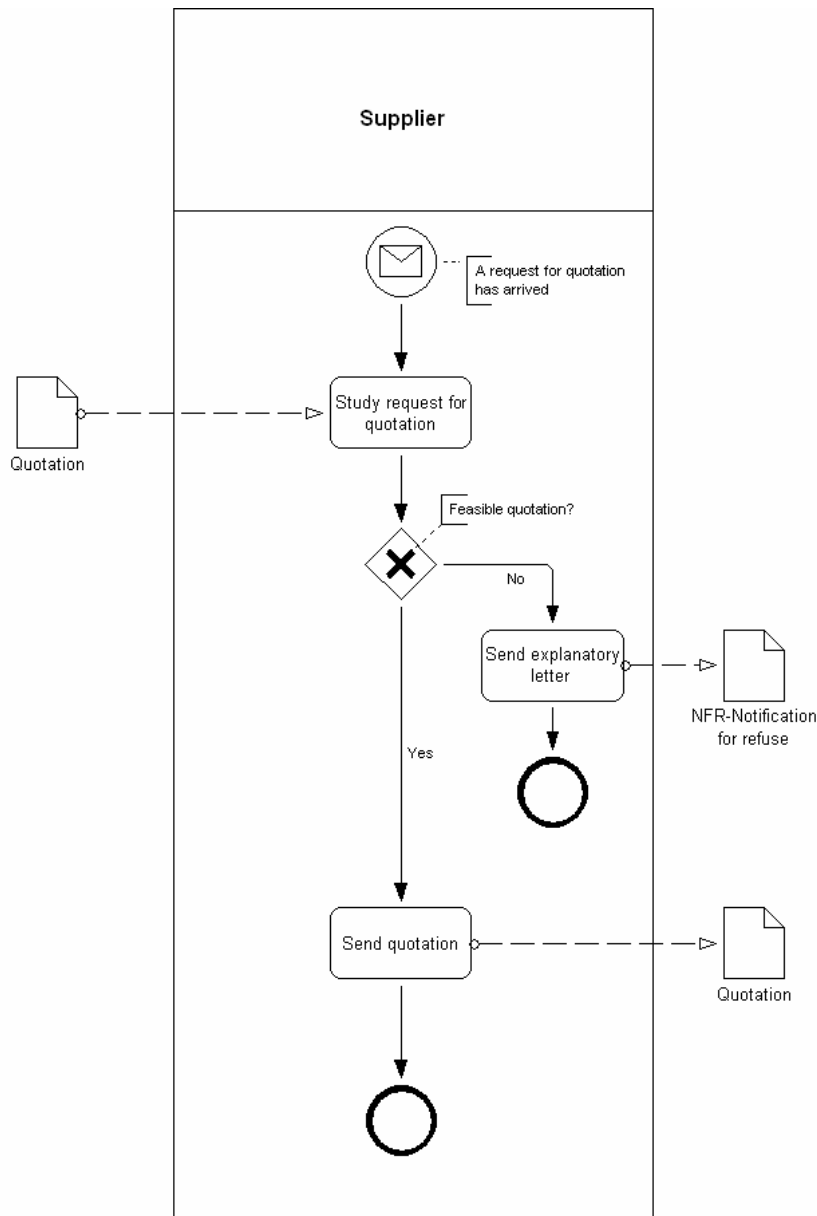 Supplier
A request for quotation
has arrived
Study request for
quotation
Quotation
Feasible quotation?
No
Send explanatory
letter
NFR-Notification
for refuse
Yes
Send quotation
Quotation